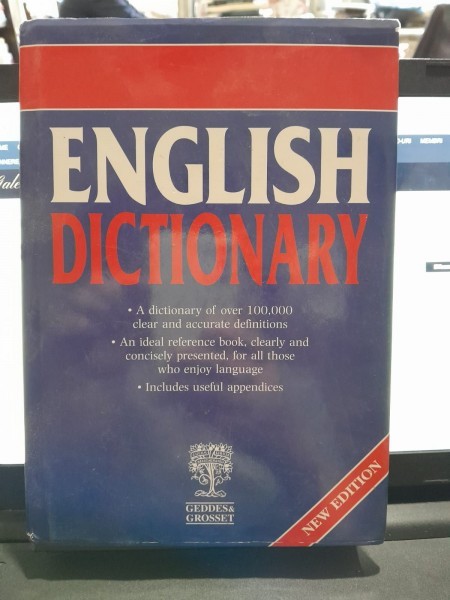 ENGLISH
DICTIONARY
• A dictionary of over 100,000
clear and accurate definitions
• An ideal reference book, clearly and
concisely presented, for all those
who enjoy language
• Includes useful appendices
GEDDES&
GROSSET
NEW EDITION